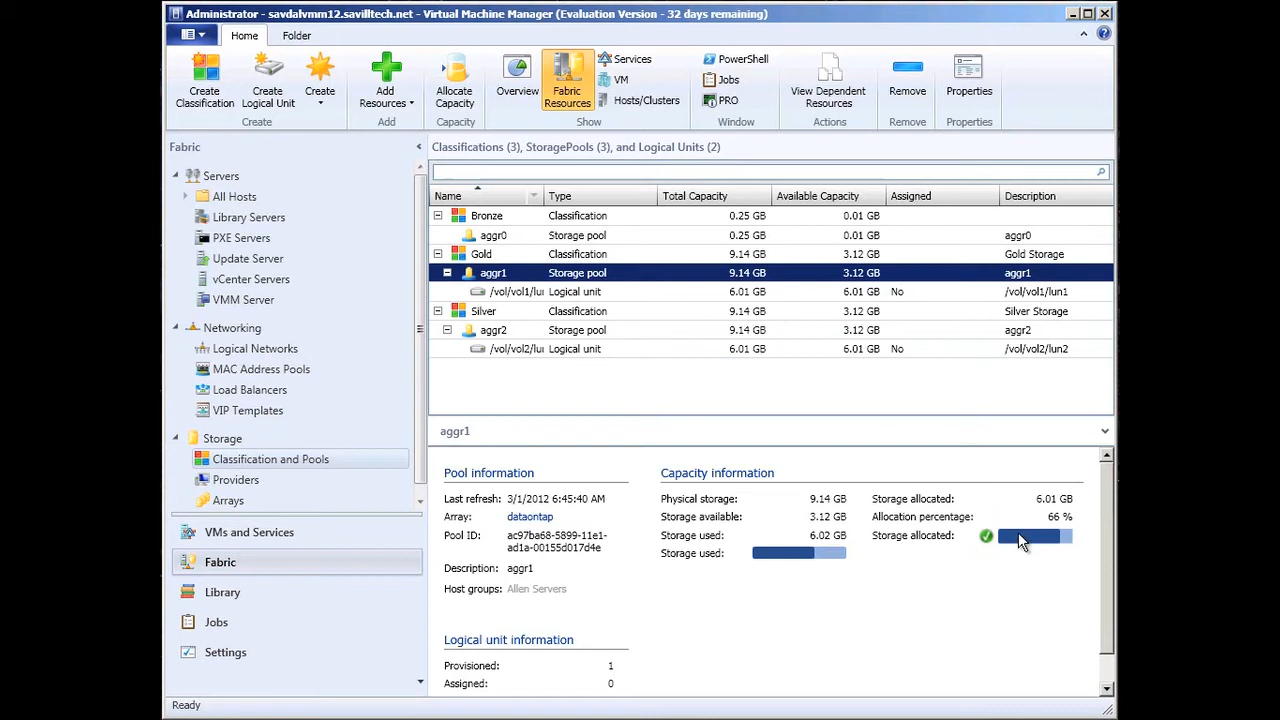 Administrator - savdalvmm12.savilltech.net - Virtual Machine Manager (Evaluation Version - 32 days remaining)
Home Folder
Create Classification
Create Logical Unit
Create
Create
Add Resources
Add
Allocate Capacity
Capacity
Overview
Fabric Resources
Services
VM
Hosts/Clusters
Show
PowerShell
Jobs
PRO
Window
View Dependent Resources
Actions
Remove
Remove
Properties
Properties
Fabric
Servers
All Hosts
Library Servers
PXE Servers
Update Server
vCenter Servers
VMM Server
Networking
Logical Networks
MAC Address Pools
Load Balancers
VIP Templates
Storage
Classification and Pools
Providers
Arrays
VMs and Services
Fabric
Library
Jobs
Settings
Classifications (3), StoragePools (3), and Logical Units (2)
Name Type Total Capacity Available Capacity Assigned Description
Bronze Classification 0.25 GB 0.01 GB
aggr0 Storage pool 0.25 GB 0.01 GB aggr0
Gold Classification 9.14 GB 3.12 GB Gold Storage
aggr1 Storage pool 9.14 GB 3.12 GB aggr1
/vol/vol1/lu Logical unit 6.01 GB 6.01 GB No /vol/vol1/lun1
Silver Classification 9.14 GB 3.12 GB Silver Storage
aggr2 Storage pool 9.14 GB 3.12 GB aggr2
/vol/vol2/lu Logical unit 6.01 GB 6.01 GB No /vol/vol2/lun2
aggr1
Pool information
Last refresh: 3/1/2012 6:45:40 AM
Array: dataontap
Pool ID: ac97ba68-5899-11e1-
ad1a-00155d017d4e
Description: aggr1
Host groups: Allen Servers
Capacity information
Physical storage: 9.14 GB
Storage available: 3.12 GB
Storage used: 6.02 GB
Storage used:
Storage allocated: 6.01 GB
Allocation percentage: 66 %
Storage allocated:
Logical unit information
Provisioned: 1
Assigned: 0
Ready